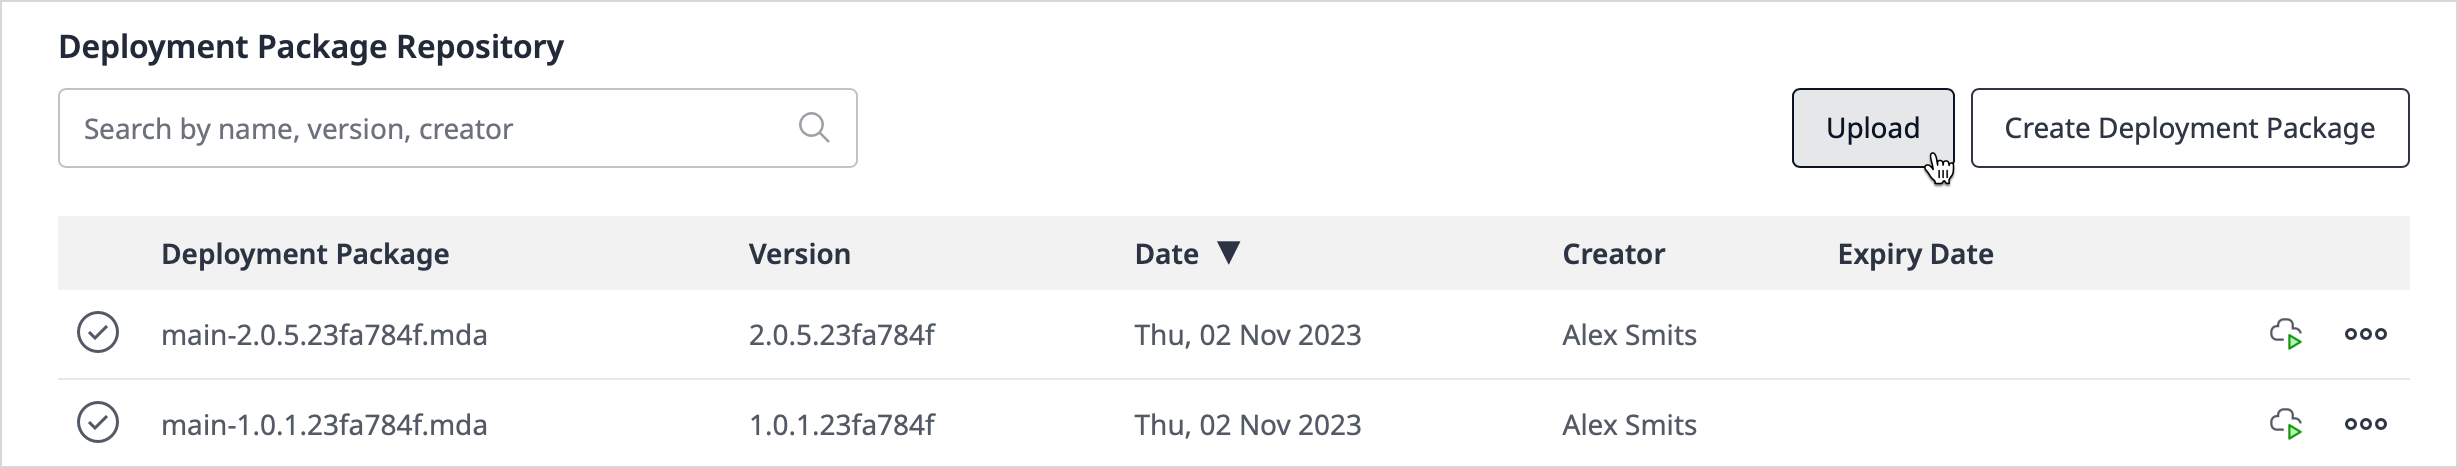 Deployment Package Repository
Search by name, version, creator
Upload
Create Deployment Package
Deployment Package Version Date ▼ Creator Expiry Date
main-2.0.5.23fa784f.mda 2.0.5.23fa784f Thu, 02 Nov 2023 Alex Smits
main-1.0.1.23fa784f.mda 1.0.1.23fa784f Thu, 02 Nov 2023 Alex Smits